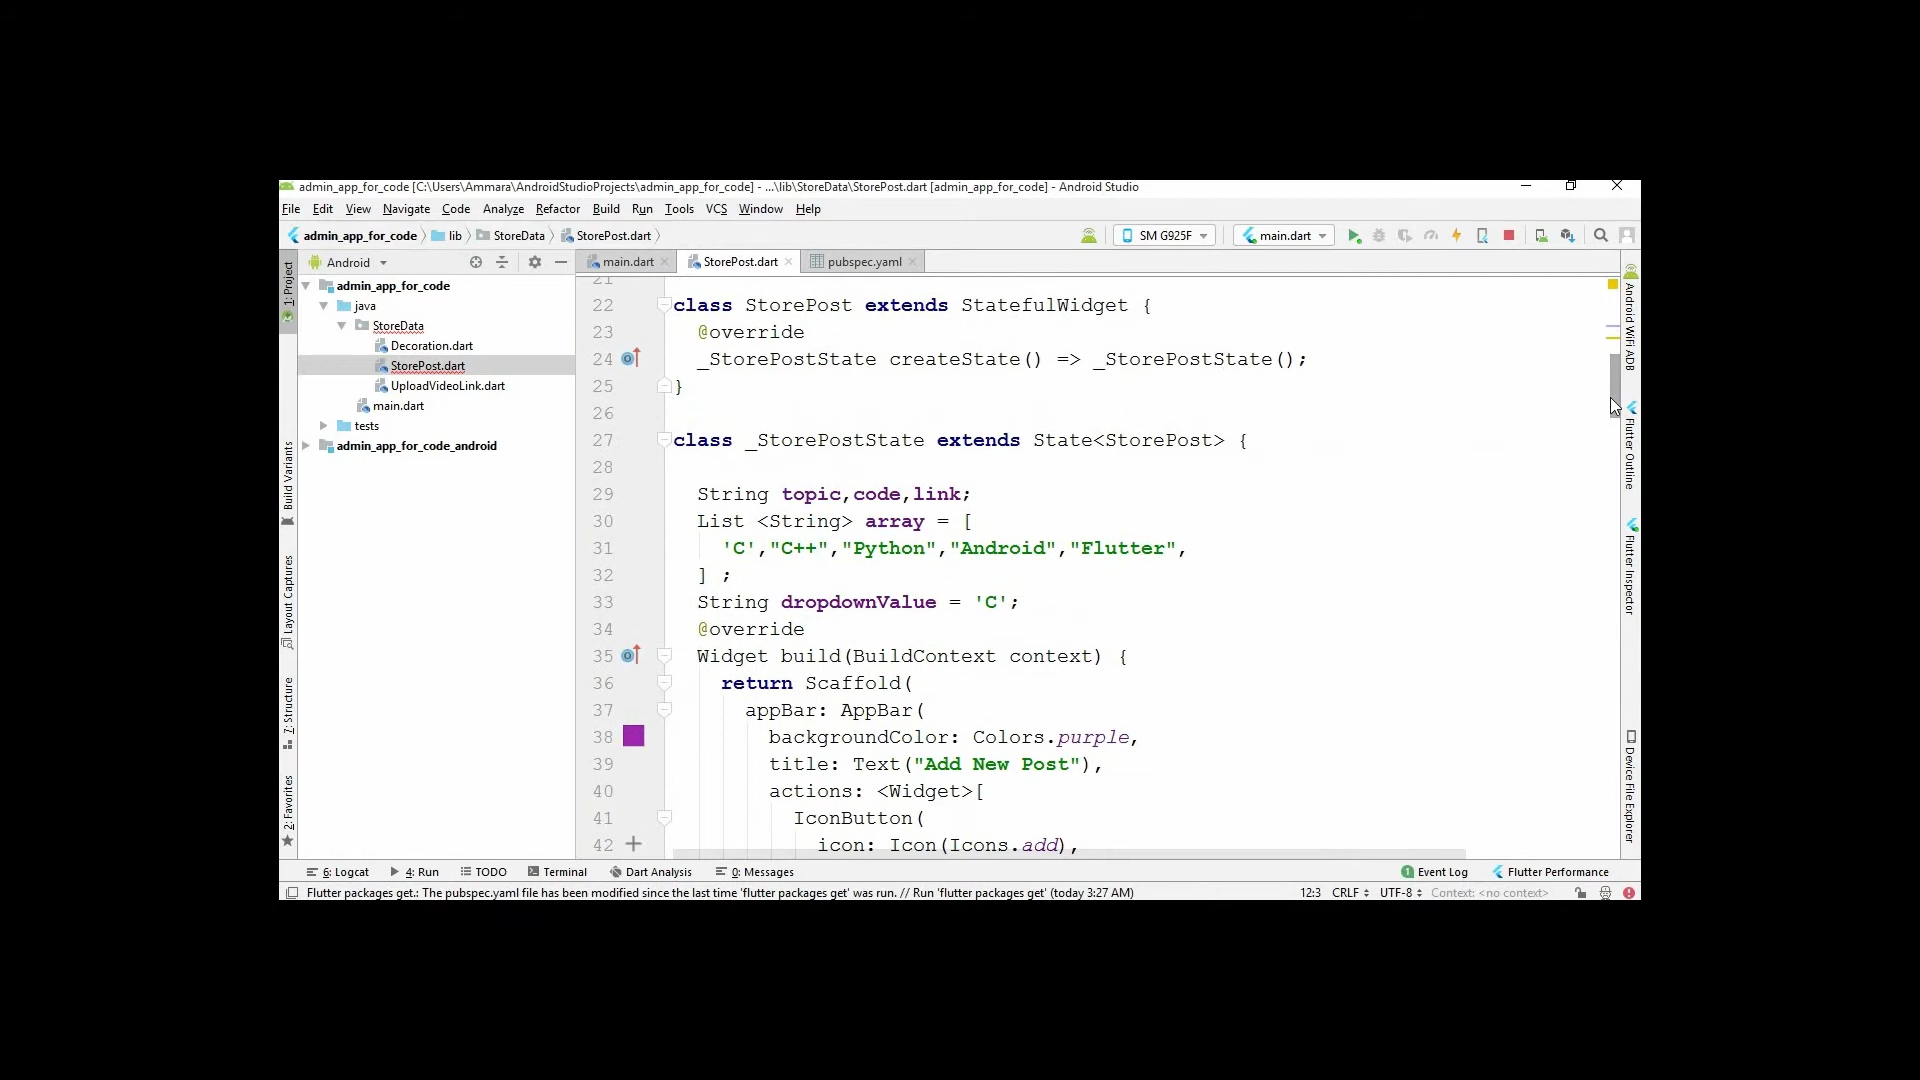 admin_app_for_code [C:\Users\Ammara\AndroidStudioProjects\admin_app_for_code] - ...\lib\StoreData\StorePost.dart [admin_app_for_code] - Android Studio
File Edit View Navigate Code Analyze Refactor Build Run Tools VCS Window Help
admin_app_for_code lib StoreData StorePost.dart SM G925F main.dart
Android main.dart StorePost.dart pubspec.yaml
admin_app_for_code
java
StoreData
Decoration.dart
StorePost.dart
UploadVideoLink.dart
main.dart
tests
admin_app_for_code_android
1: Project
Build Variants
Layout Captures
7: Structure
2: Favorites
21
22 class StorePost extends StatefulWidget {
23 @override
24 _StorePostState createState() => _StorePostState();
25 }
26
27 class _StorePostState extends State<StorePost> {
28
29 String topic,code,link;
30 List <String> array = [
31 'C',"C++","Python","Android","Flutter",
32 ] ;
33 String dropdownValue = 'C';
34 @override
35 Widget build(BuildContext context) {
36 return Scaffold(
37 appBar: AppBar(
38 backgroundColor: Colors.purple,
39 title: Text("Add New Post"),
40 actions: <Widget>[
41 IconButton(
42 icon: Icon(Icons.add),
Android WiFi ADB
Flutter Outline
Flutter Inspector
Device File Explorer
6: Logcat 4: Run TODO Terminal Dart Analysis 0: Messages 1 Event Log Flutter Performance
Flutter packages get.: The pubspec.yaml file has been modified since the last time 'flutter packages get' was run. // Run 'flutter packages get' (today 3:27 AM) 12:3 CRLF UTF-8 Context: <no context>